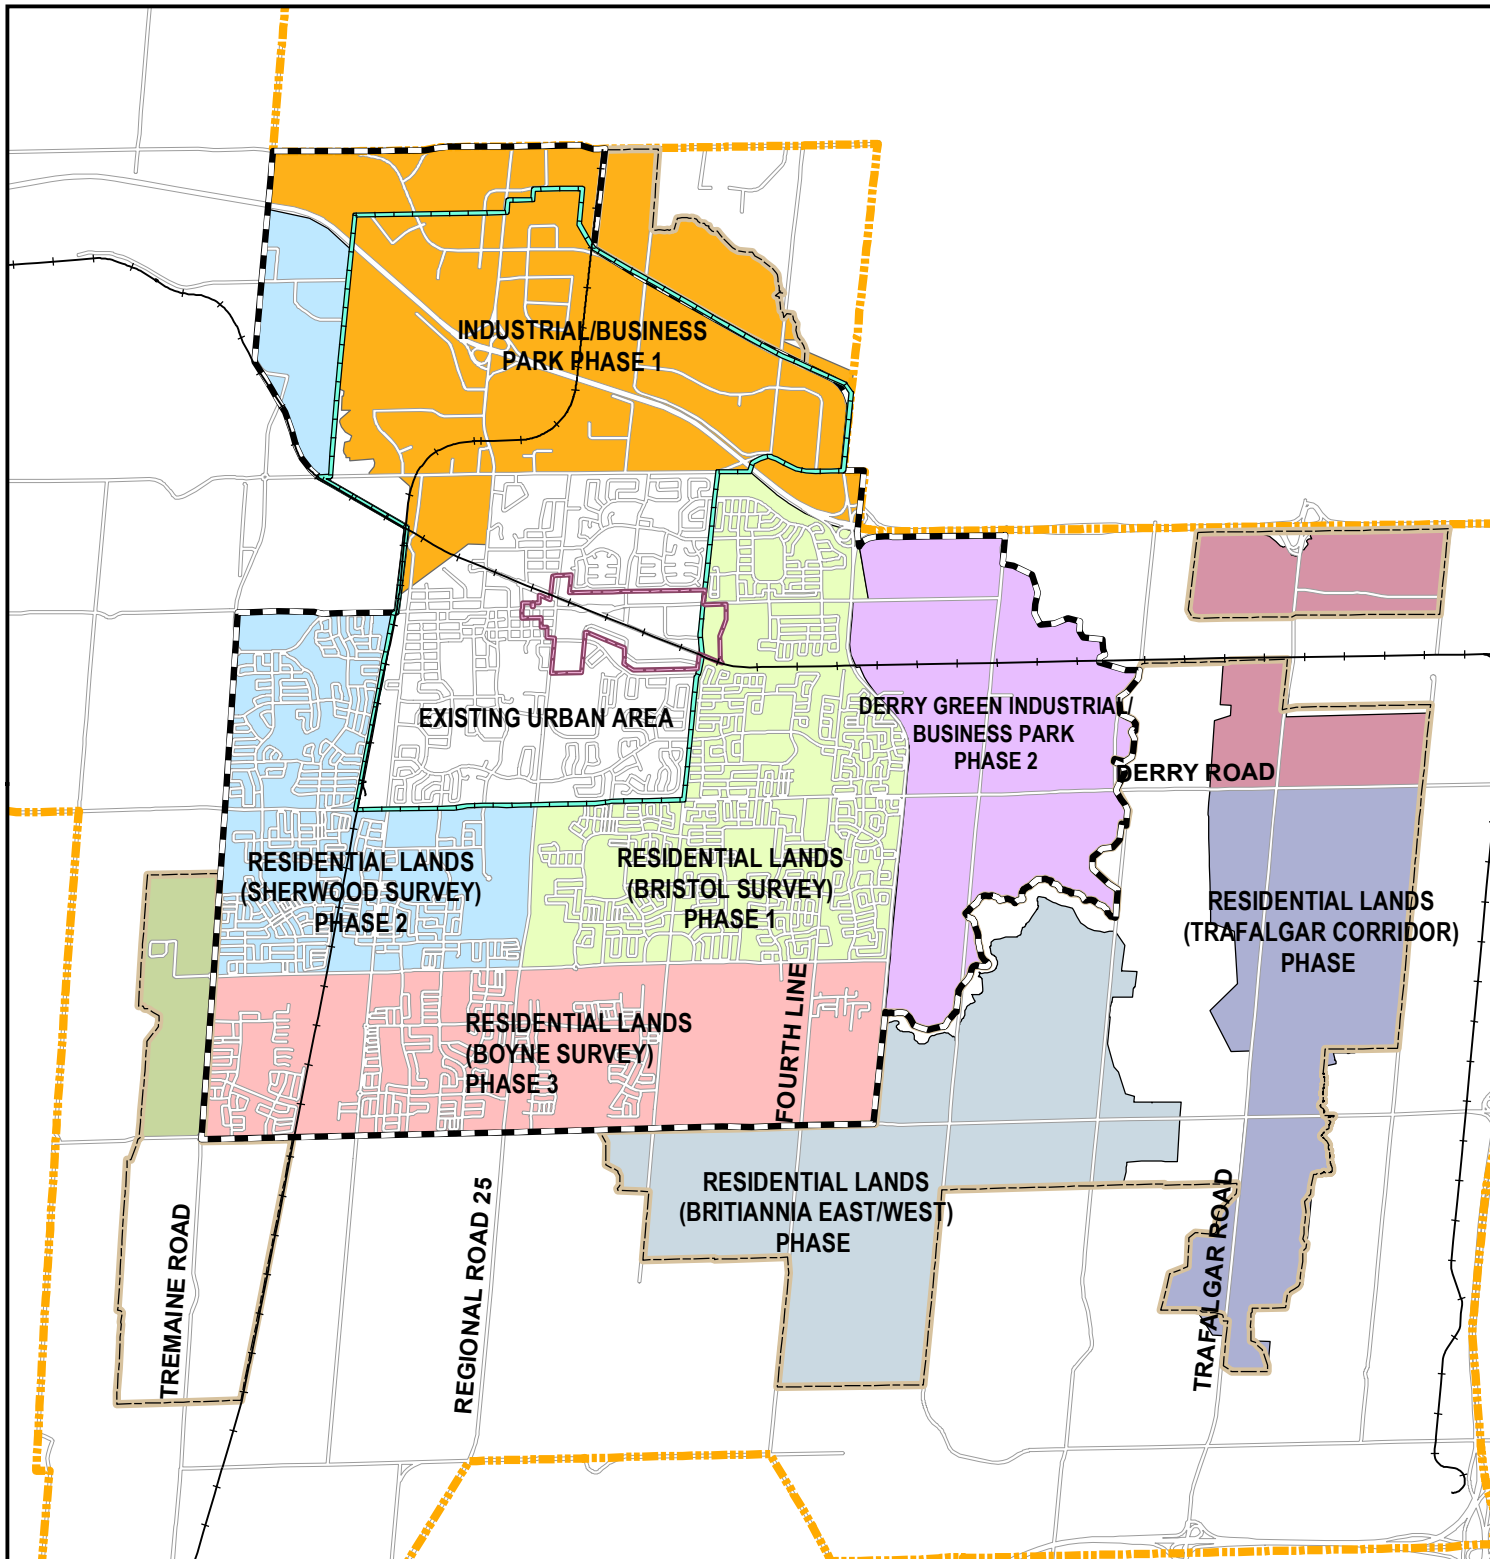 INDUSTRIAL/BUSINESS
PARK PHASE 1
EXISTING URBAN AREA
DERRY GREEN INDUSTRIAL/
BUSINESS PARK
PHASE 2
DERRY ROAD
RESIDENTIAL LANDS
(SHERWOOD SURVEY)
PHASE 2
RESIDENTIAL LANDS
(BRISTOL SURVEY)
PHASE 1
RESIDENTIAL LANDS
(TRAFALGAR CORRIDOR)
PHASE
FOURTH LINE
RESIDENTIAL LANDS
(BOYNE SURVEY)
PHASE 3
RESIDENTIAL LANDS
(BRITIANNIA EAST/WEST)
PHASE
TREMAINE ROAD
REGIONAL ROAD 25
TRAFALGAR ROAD